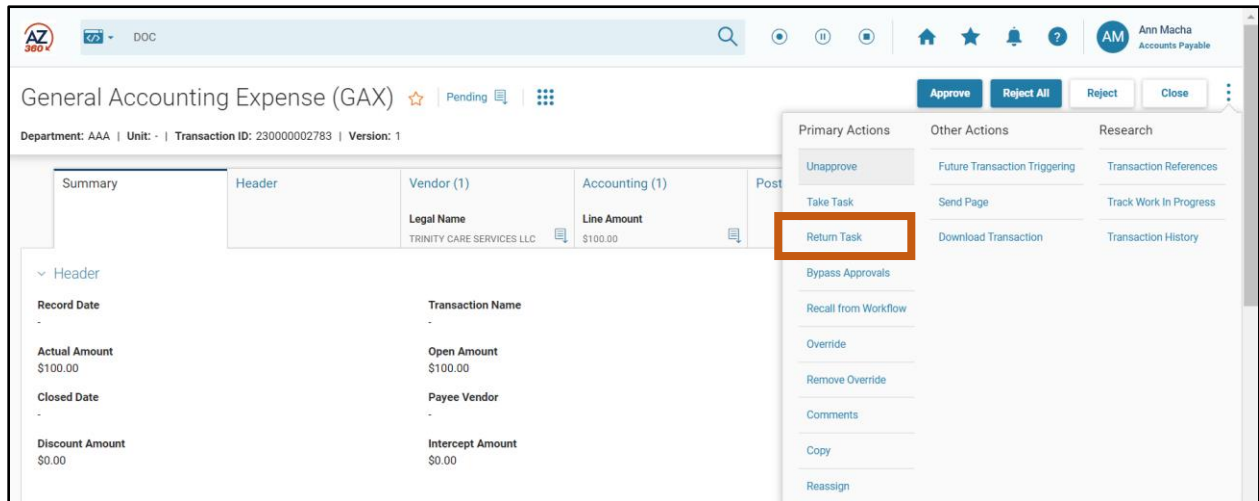 AZ
360
DOC
AM
Ann Macha
Accounts Payable
General Accounting Expense (GAX)
Pending
Approve
Reject All
Reject
Close
Department: AAA | Unit: - | Transaction ID: 230000002783 | Version: 1
Summary
Header
Vendor (1)
Legal Name
TRINITY CARE SERVICES LLC
Accounting (1)
Line Amount
$100.00
Post
Header
Record Date
-
Transaction Name
-
Actual Amount
$100.00
Open Amount
$100.00
Closed Date
-
Payee Vendor
-
Discount Amount
$0.00
Intercept Amount
$0.00
Primary Actions
Unapprove
Take Task
Return Task
Bypass Approvals
Recall from Workflow
Override
Remove Override
Comments
Copy
Reassign
Other Actions
Future Transaction Triggering
Send Page
Download Transaction
Research
Transaction References
Track Work In Progress
Transaction History